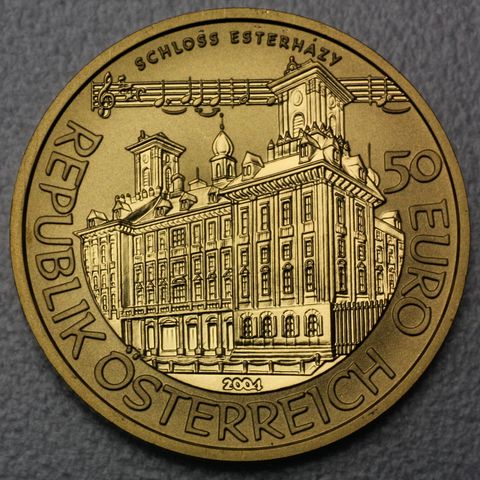 SCHLOSS ESTERHÁZY
REPUBLIK ÖSTERREICH
50 EURO
2004